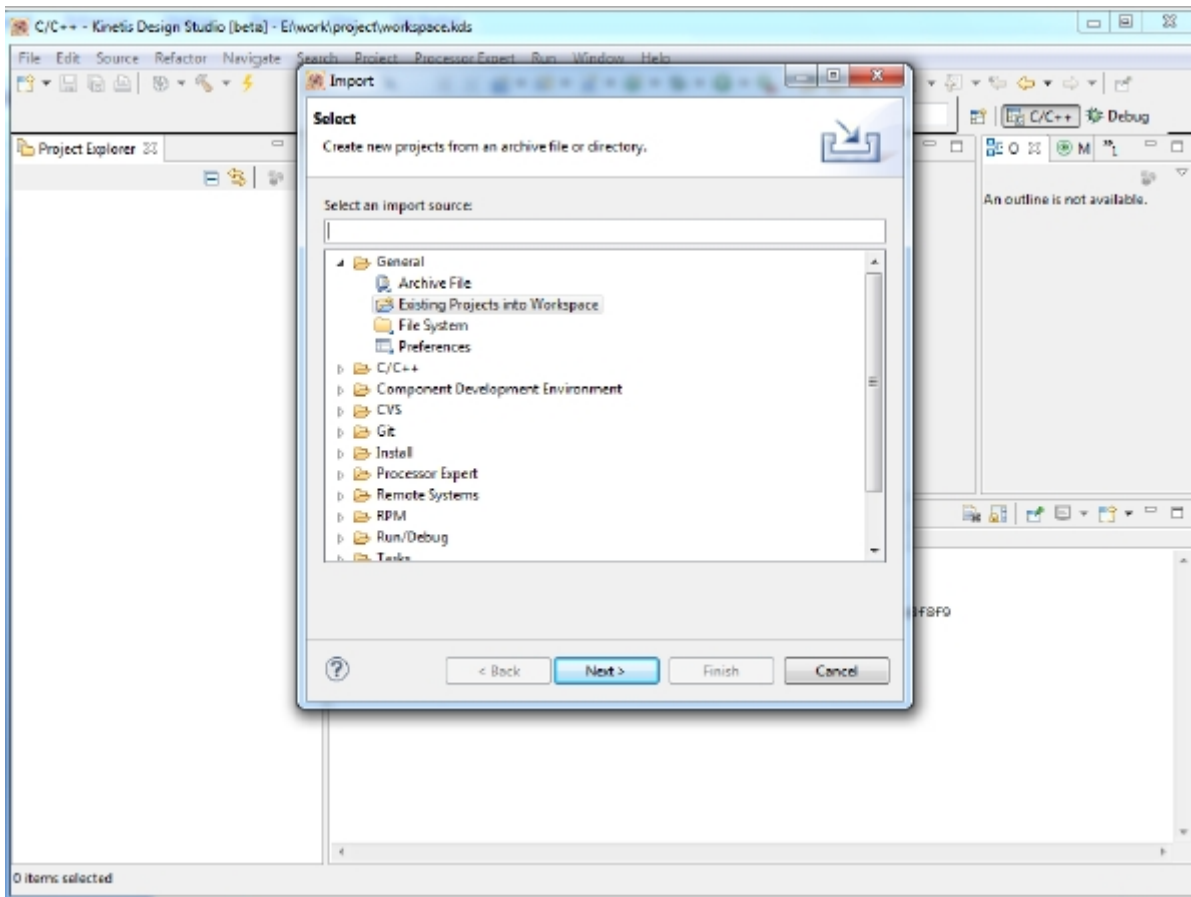 C/C++ - Kinetis Design Studio [beta] - E:\work\project\workspace.kds
File Edit Source Refactor Navigate Search Project Processor Expert Run Window Help
Import
Select
Create new projects from an archive file or directory.
C/C++ Debug
Project Explorer
O M
An outline is not available.
Select an import source:
General
Archive File
Existing Projects into Workspace
File System
Preferences
C/C++
Component Development Environment
CVS
Git
Install
Processor Expert
Remote Systems
RPM
Run/Debug
Tasks
< Back Next > Finish Cancel
0 items selected